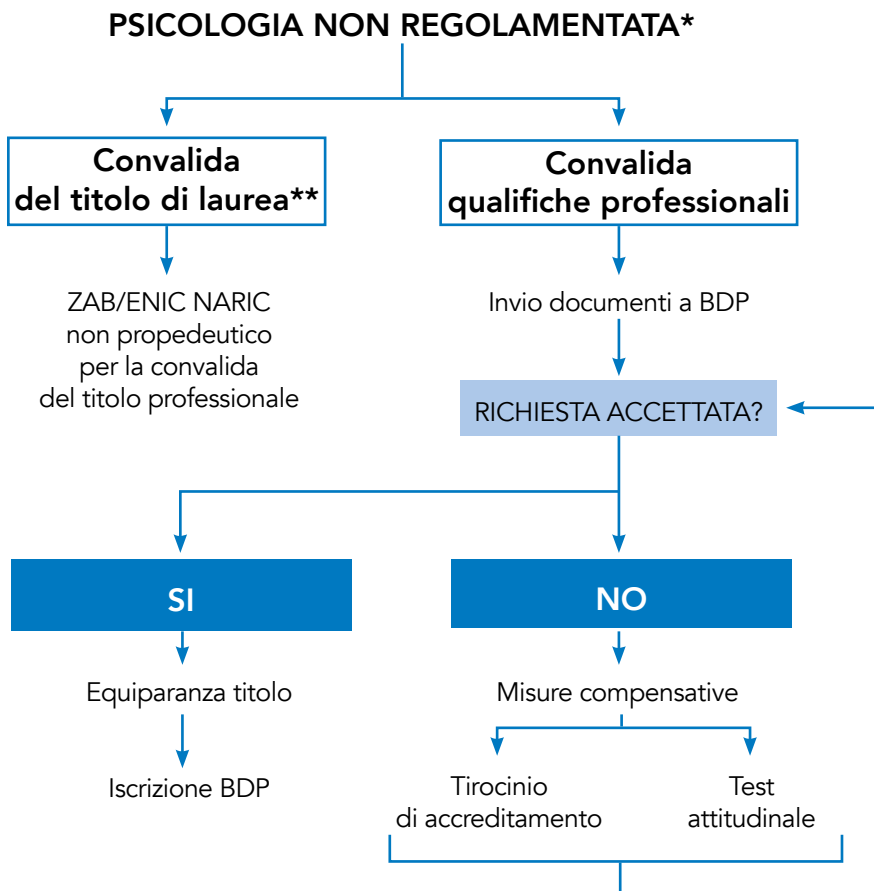 PSICOLOGIA NON REGOLAMENTATA*
Convalida
del titolo di laurea**
Convalida
qualifiche professionali
ZAB/ENIC NARIC
non propedeutico
per la convalida
del titolo professionale
Invio documenti a BDP
RICHIESTA ACCETTATA?
SI
NO
Equiparanza titolo
Misure compensative
Iscrizione BDP
Tirocinio
di accreditamento
Test
attitudinale